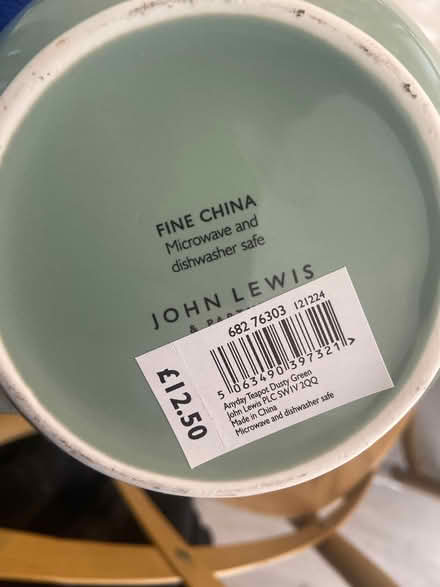 FINE CHINA
Microwave and
dishwasher safe
JOHN LEWIS
682 76303 121224
£12.50
5 063490 397321 >
Anyday Teapot Dusty Green
John Lewis PLC SW1V 2QQ
Made in China
Microwave and dishwasher safe